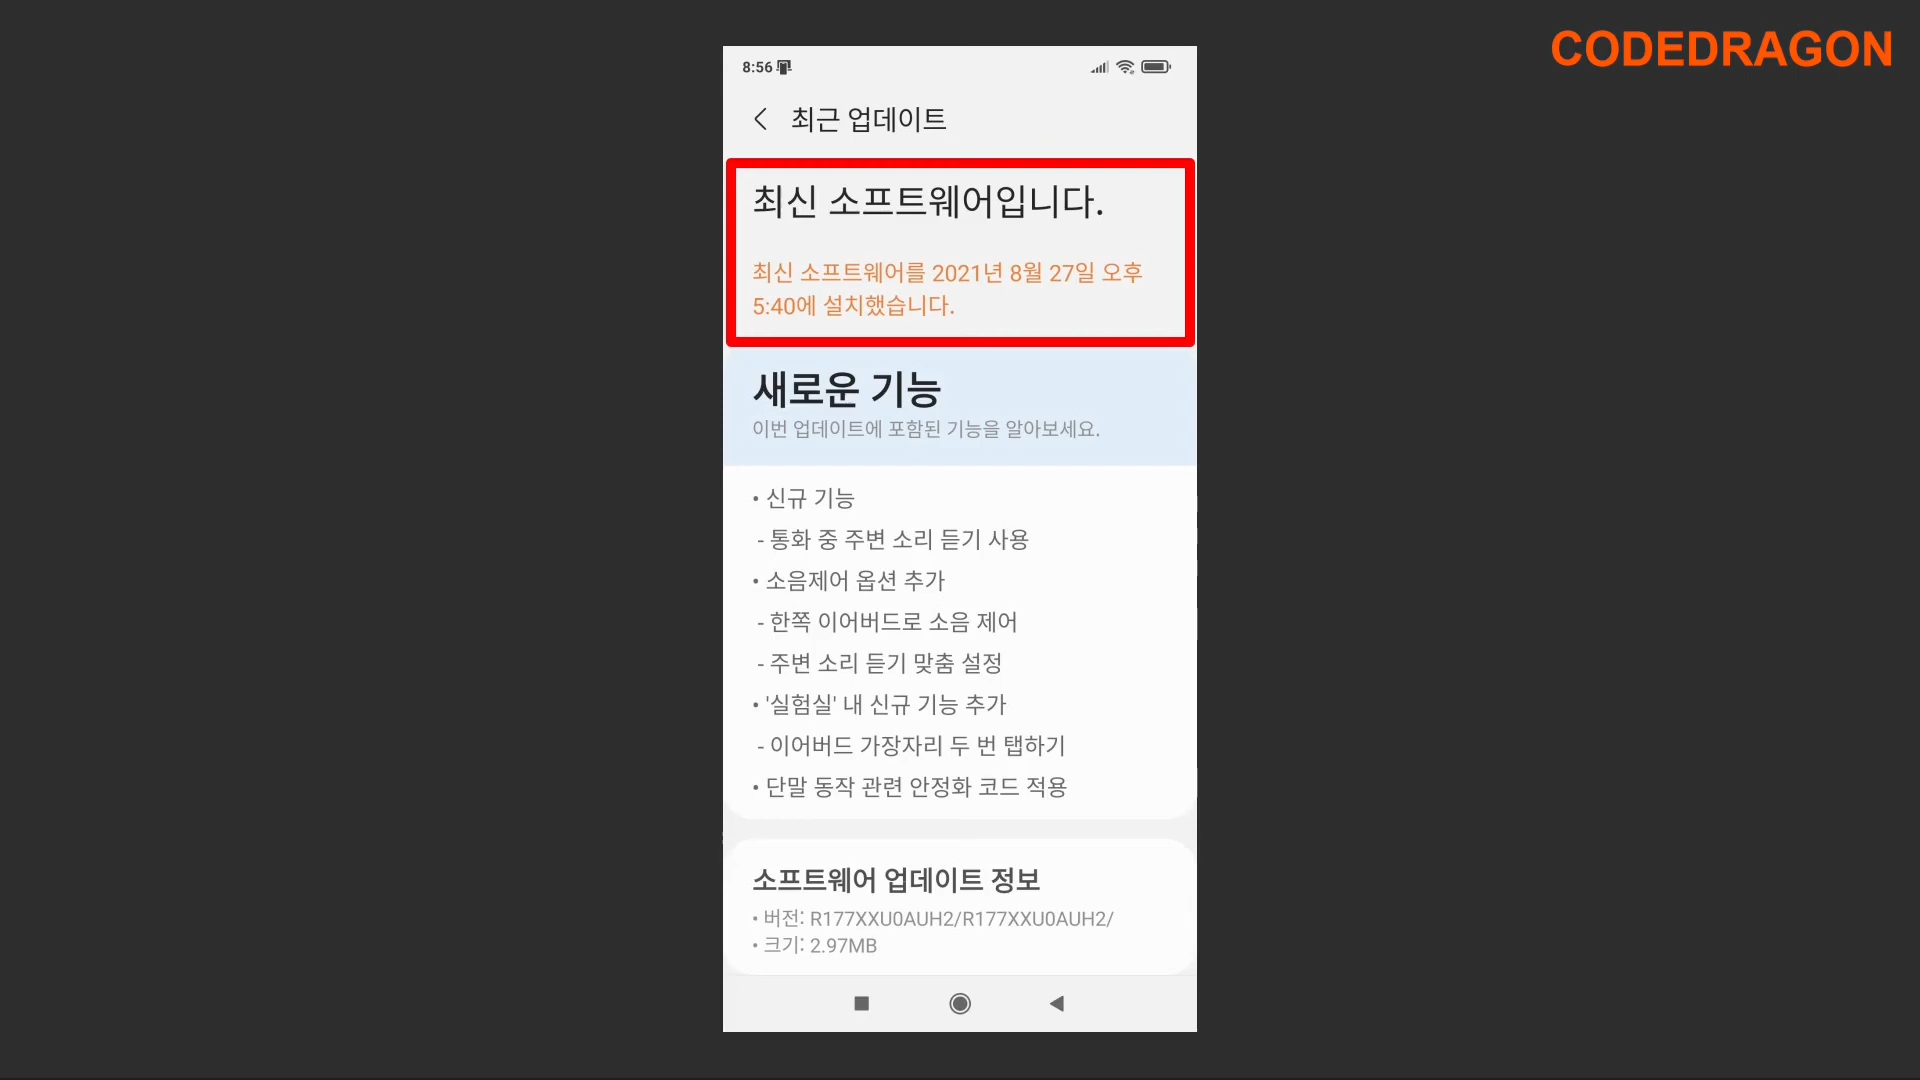 CODEDRAGON
8:56
최근 업데이트
최신 소프트웨어입니다.
최신 소프트웨어를 2021년 8월 27일 오후
5:40에 설치했습니다.
새로운 기능
이번 업데이트에 포함된 기능을 알아보세요.
• 신규 기능
- 통화 중 주변 소리 듣기 사용
• 소음제어 옵션 추가
- 한쪽 이어버드로 소음 제어
- 주변 소리 듣기 맞춤 설정
• '실험실' 내 신규 기능 추가
- 이어버드 가장자리 두 번 탭하기
• 단말 동작 관련 안정화 코드 적용
소프트웨어 업데이트 정보
• 버전: R177XXU0AUH2/R177XXU0AUH2/
• 크기: 2.97MB